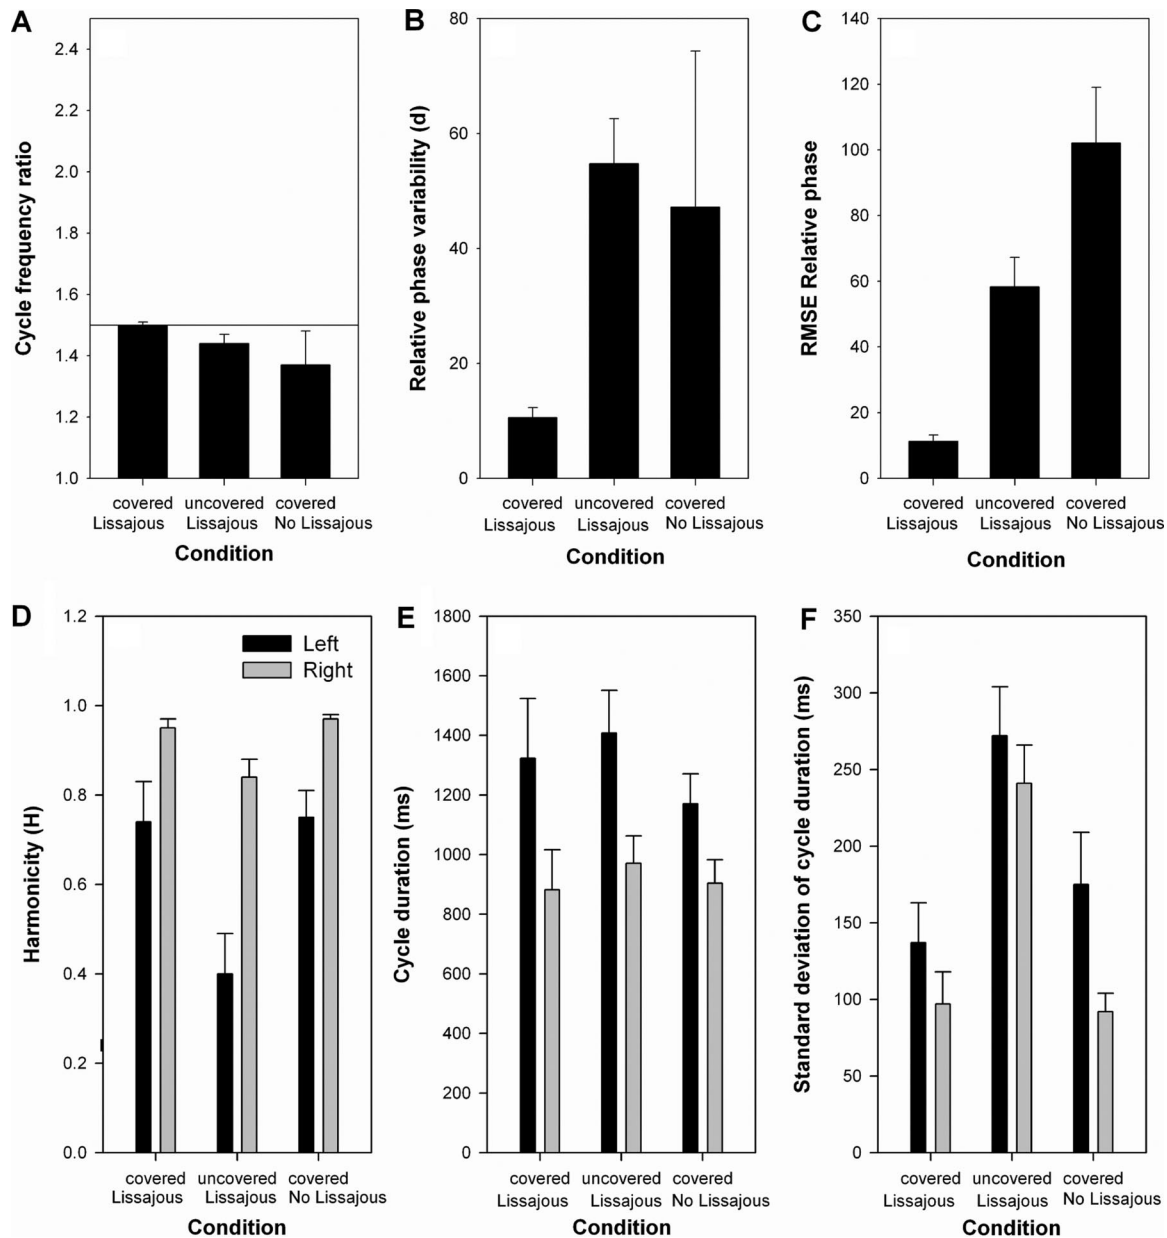 A
Cycle frequency ratio
2.4
2.2
2.0
1.8
1.6
1.4
1.2
1.0
covered Lissajous
uncovered Lissajous
covered No Lissajous
Condition
B
Relative phase variability (d)
80
60
40
20
0
covered Lissajous
uncovered Lissajous
covered No Lissajous
Condition
C
RMSE Relative phase
140
120
100
80
60
40
20
0
covered Lissajous
uncovered Lissajous
covered No Lissajous
Condition
D
Harmonicity (H)
1.2
1.0
0.8
0.6
0.4
0.2
0.0
Left
Right
covered Lissajous
uncovered Lissajous
covered No Lissajous
Condition
E
Cycle duration (ms)
1800
1600
1400
1200
1000
800
600
400
200
0
covered Lissajous
uncovered Lissajous
covered No Lissajous
Condition
F
Standard deviation of cycle duration (ms)
350
300
250
200
150
100
50
0
covered Lissajous
uncovered Lissajous
covered No Lissajous
Condition